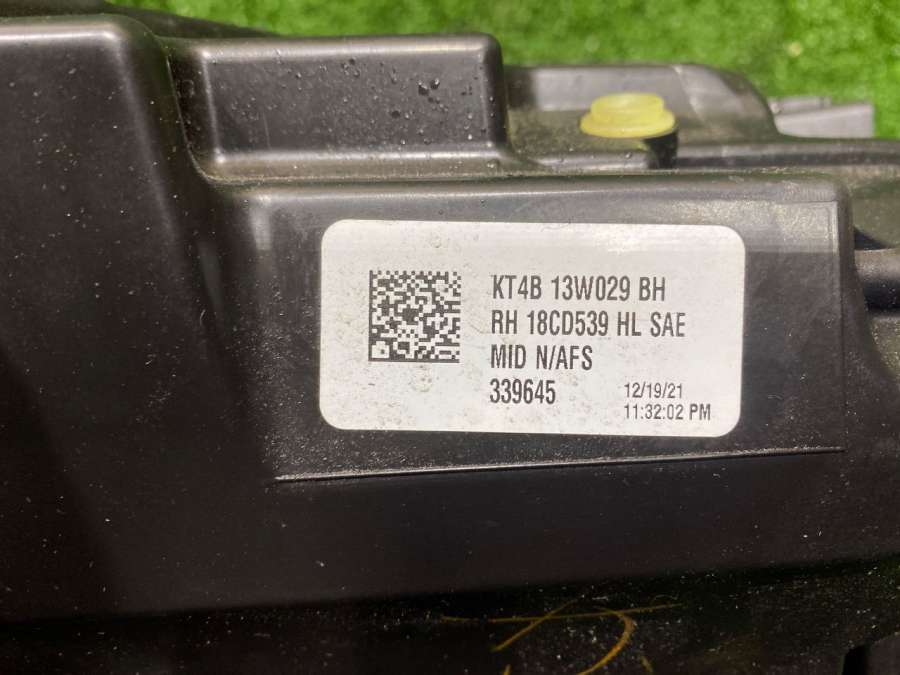 KT4B 13W029 BH
RH 18CD539 HL SAE
MID N/AFS
339645
12/19/21
11:32:02 PM